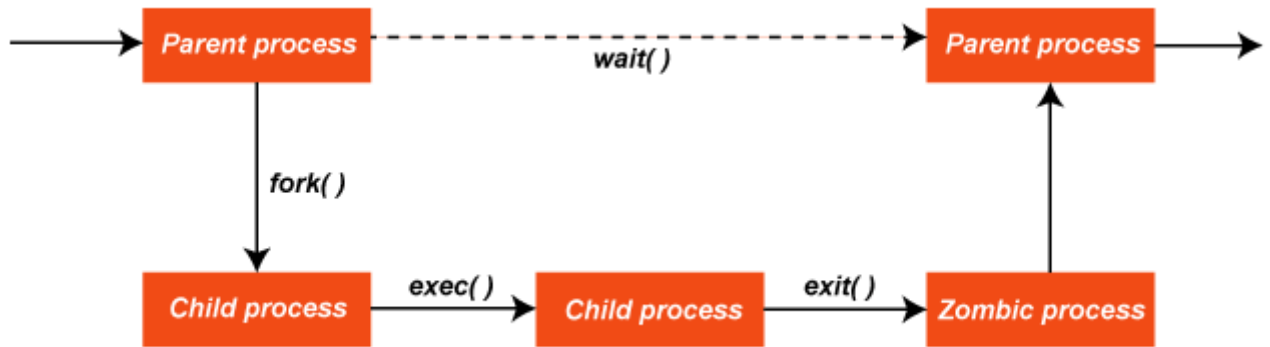 Parent process
wait( )
Parent process
fork( )
Child process
exec( )
Child process
exit( )
Zombic process